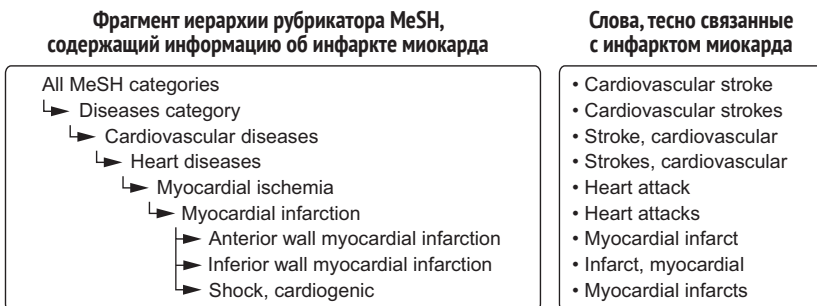 Фрагмент иерархии рубрикатора MeSH,
содержащий информацию об инфаркте миокарда
All MeSH categories
Diseases category
Cardiovascular diseases
Heart diseases
Myocardial ischemia
Myocardial infarction
Anterior wall myocardial infarction
Inferior wall myocardial infarction
Shock, cardiogenic
Слова, тесно связанные
с инфарктом миокарда
• Cardiovascular stroke
• Cardiovascular strokes
• Stroke, cardiovascular
• Strokes, cardiovascular
• Heart attack
• Heart attacks
• Myocardial infarct
• Infarct, myocardial
• Myocardial infarcts